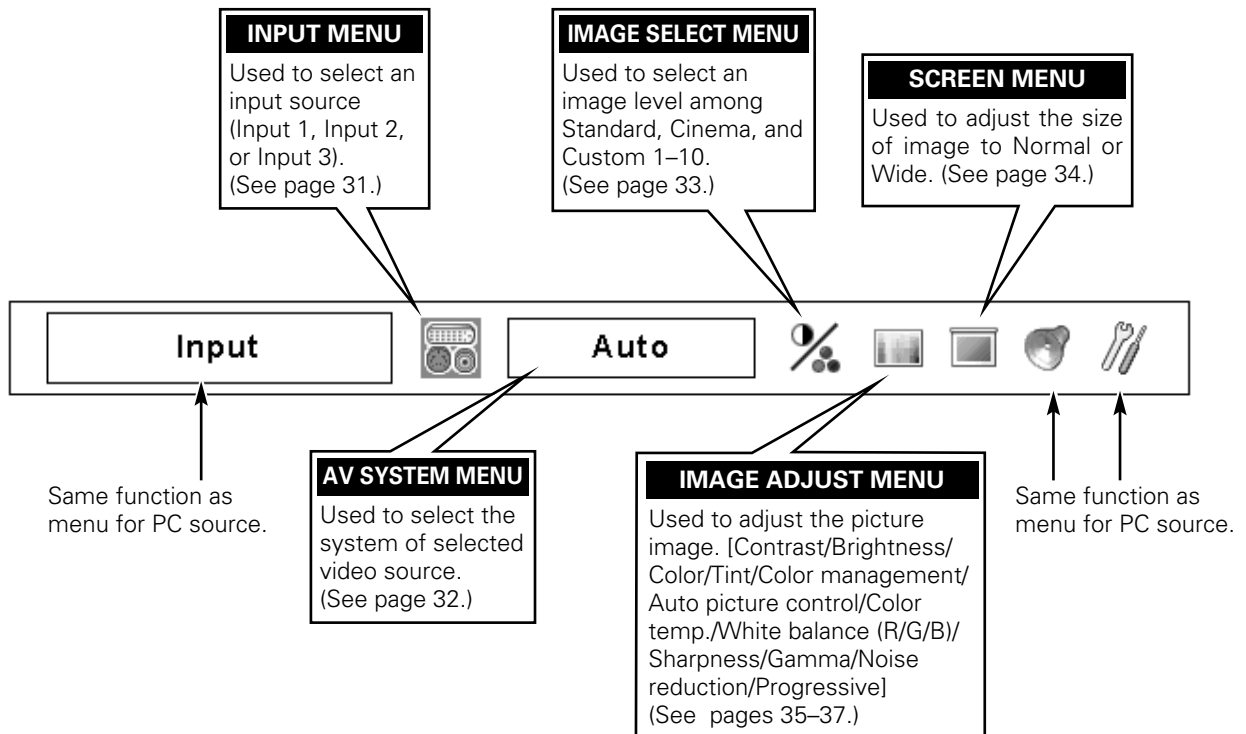 INPUT MENU
Used to select an
input source
(Input 1, Input 2,
or Input 3).
(See page 31.)
IMAGE SELECT MENU
Used to select an
image level among
Standard, Cinema, and
Custom 1–10.
(See page 33.)
SCREEN MENU
Used to adjust the size
of image to Normal or
Wide. (See page 34.)
Input
Auto
Same function as
menu for PC source.
AV SYSTEM MENU
Used to select the
system of selected
video source.
(See page 32.)
IMAGE ADJUST MENU
Used to adjust the picture
image. [Contrast/Brightness/
Color/Tint/Color management/
Auto picture control/Color
temp./White balance (R/G/B)/
Sharpness/Gamma/Noise
reduction/Progressive]
(See pages 35–37.)
Same function as
menu for PC source.